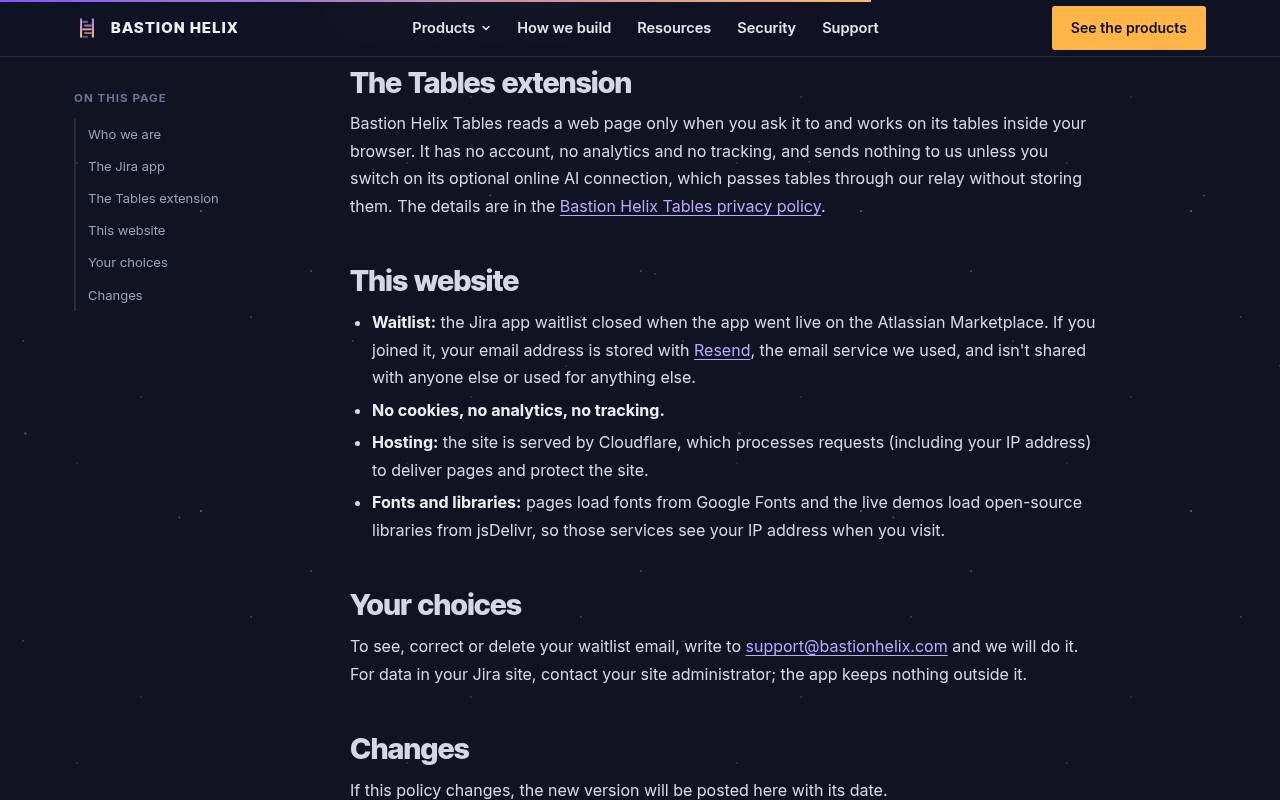 BASTION HELIX
Products
How we build
Resources
Security
Support
See the products
ON THIS PAGE
Who we are
The Jira app
The Tables extension
This website
Your choices
Changes
The Tables extension
Bastion Helix Tables reads a web page only when you ask it to and works on its tables inside your
browser. It has no account, no analytics and no tracking, and sends nothing to us unless you
switch on its optional online AI connection, which passes tables through our relay without storing
them. The details are in the Bastion Helix Tables privacy policy.
This website
• Waitlist: the Jira app waitlist closed when the app went live on the Atlassian Marketplace. If you
joined it, your email address is stored with Resend, the email service we used, and isn't shared
with anyone else or used for anything else.
• No cookies, no analytics, no tracking.
• Hosting: the site is served by Cloudflare, which processes requests (including your IP address)
to deliver pages and protect the site.
• Fonts and libraries: pages load fonts from Google Fonts and the live demos load open-source
libraries from jsDelivr, so those services see your IP address when you visit.
Your choices
To see, correct or delete your waitlist email, write to support@bastionhelix.com and we will do it.
For data in your Jira site, contact your site administrator; the app keeps nothing outside it.
Changes
If this policy changes, the new version will be posted here with its date.